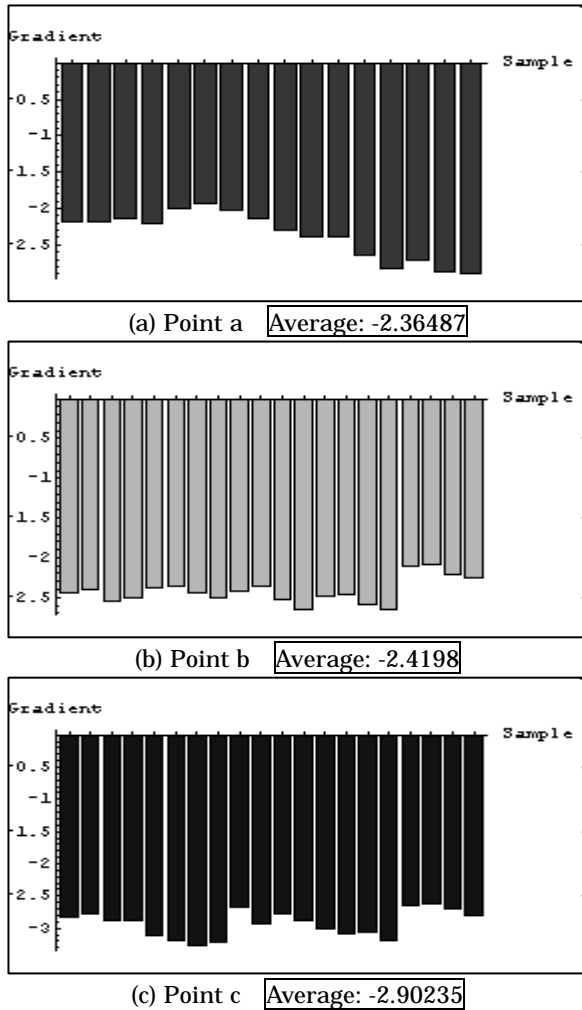 Gradient
Sample
-0.5
-1
-1.5
-2
-2.5
(a) Point a Average: -2.36487
Gradient
Sample
-0.5
-1
-1.5
-2
-2.5
(b) Point b Average: -2.4198
Gradient
Sample
-0.5
-1
-1.5
-2
-2.5
-3
(c) Point c Average: -2.90235